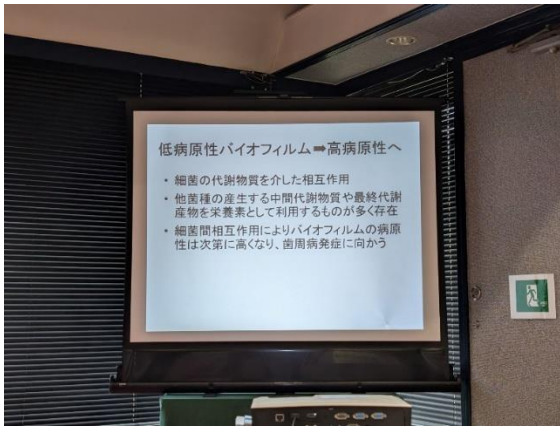 低病原性バイオフィルム➡高病原性へ
• 細菌の代謝物質を介した相互作用
• 他菌種の産生する中間代謝物質や最終代謝
産物を栄養素として利用するものが多く存在
• 細菌間相互作用によりバイオフィルムの病原
性は次第に高くなり、歯周病発症に向かう